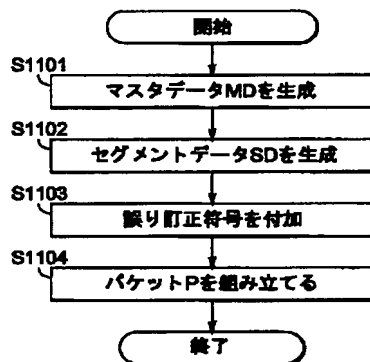 開始
S1101
マスタデータMDを生成
S1102
セグメントデータSDを生成
S1103
誤り訂正符号を付加
S1104
パケットPを組み立てる
終了